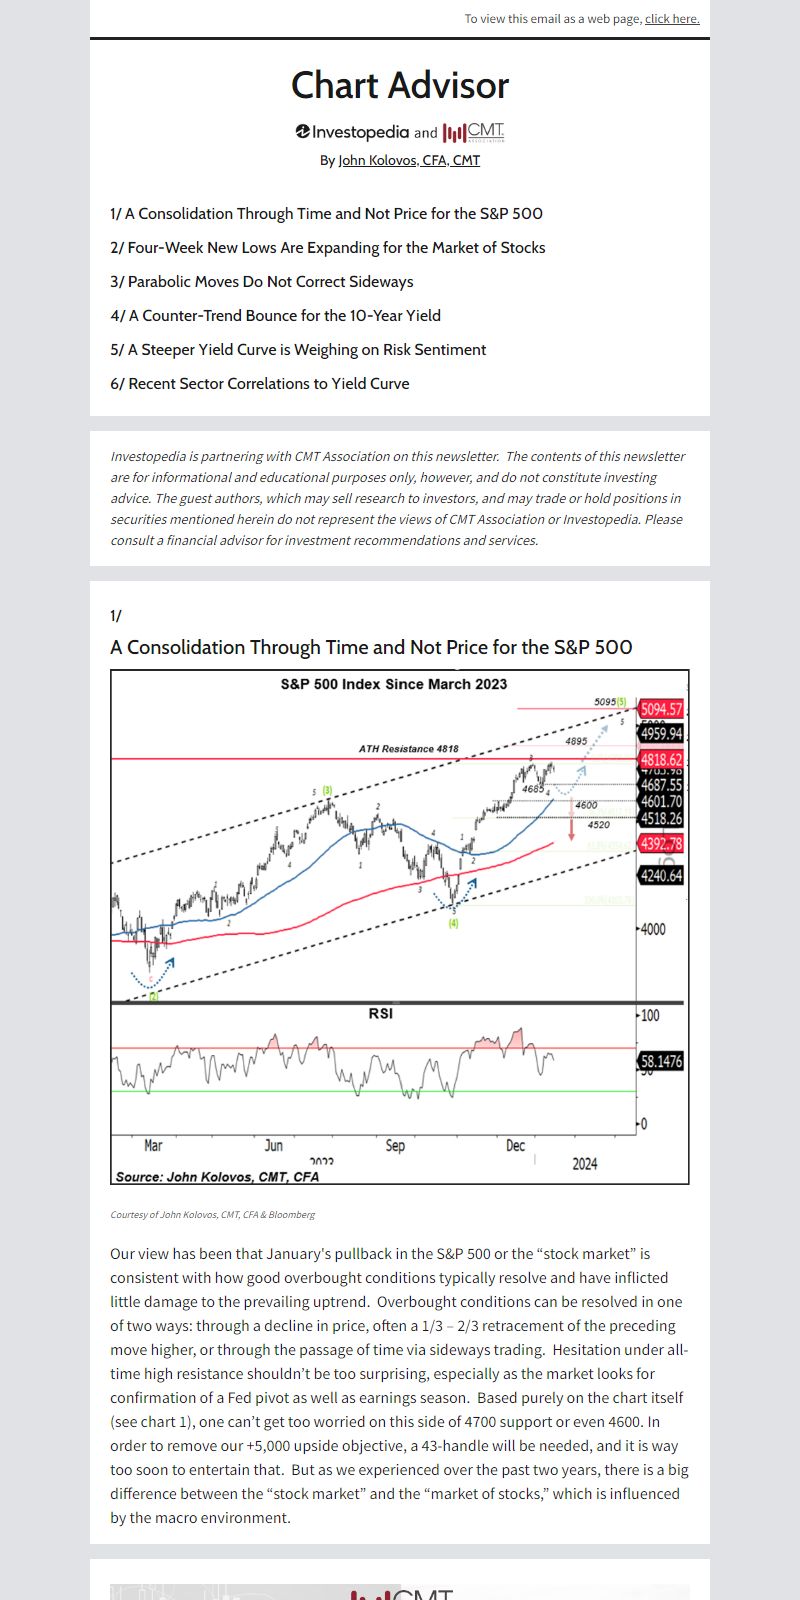 To view this email as a web page, click here.
Chart Advisor
Investopedia and CMT ASSOCIATION
By John Kolovos, CFA, CMT
1/ A Consolidation Through Time and Not Price for the S&P 500
2/ Four-Week New Lows Are Expanding for the Market of Stocks
3/ Parabolic Moves Do Not Correct Sideways
4/ A Counter-Trend Bounce for the 10-Year Yield
5/ A Steeper Yield Curve is Weighing on Risk Sentiment
6/ Recent Sector Correlations to Yield Curve
Investopedia is partnering with CMT Association on this newsletter. The contents of this newsletter
are for informational and educational purposes only, however, and do not constitute investing
advice. The guest authors, which may sell research to investors, and may trade or hold positions in
securities mentioned herein do not represent the views of CMT Association or Investopedia. Please
consult a financial advisor for investment recommendations and services.
1/
A Consolidation Through Time and Not Price for the S&P 500
S&P 500 Index Since March 2023
5095 (5)
5094.57
5
4959.94
4895
ATH Resistance 4818
4818.62
3
4685
4
4687.55
5 (3)
4600
4601.70
2
4520
4518.26
4
1
4392.78
4
1
2
1
3
4240.64
2
5
(4)
4000
c
(2)
RSI
100
58.1476
0
Mar Jun Sep Dec
2024
Source: John Kolovos, CMT, CFA
Courtesy of John Kolovos, CMT, CFA & Bloomberg
Our view has been that January's pullback in the S&P 500 or the “stock market” is
consistent with how good overbought conditions typically resolve and have inflicted
little damage to the prevailing uptrend. Overbought conditions can be resolved in one
of two ways: through a decline in price, often a 1/3 – 2/3 retracement of the preceding
move higher, or through the passage of time via sideways trading. Hesitation under all-
time high resistance shouldn’t be too surprising, especially as the market looks for
confirmation of a Fed pivot as well as earnings season. Based purely on the chart itself
(see chart 1), one can’t get too worried on this side of 4700 support or even 4600. In
order to remove our +5,000 upside objective, a 43-handle will be needed, and it is way
too soon to entertain that. But as we experienced over the past two years, there is a big
difference between the “stock market” and the “market of stocks,” which is influenced
by the macro environment.
CMT